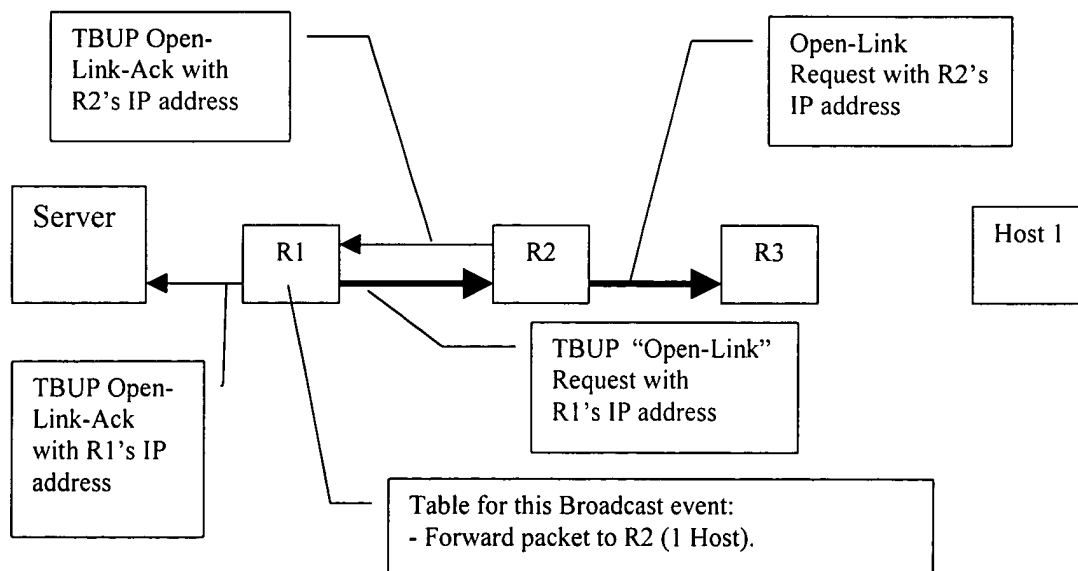 TBUP Open-
Link-Ack with
R2's IP address
Open-Link
Request with R2's
IP address
Server
R1
R2
R3
Host 1
TBUP Open-
Link-Ack
with R1's IP
address
TBUP “Open-Link”
Request with
R1's IP address
Table for this Broadcast event:
- Forward packet to R2 (1 Host).